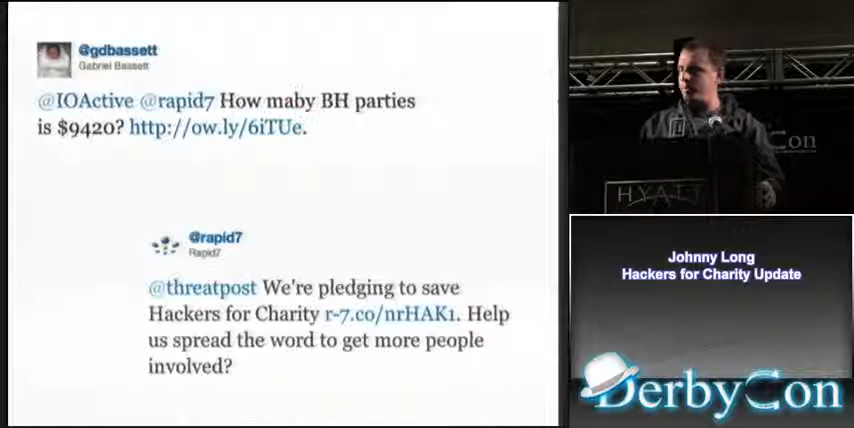 @gdbassett
Gabriel Bassett
@IOActive @rapid7 How maby BH parties
is $9420? http://ow.ly/6iTUe.
@rapid7
Rapid7
@threatpost We're pledging to save
Hackers for Charity r-7.co/nrHAK1. Help
us spread the word to get more people
involved?
Con
HYATT
Johnny Long
Hackers for Charity Update
DerbyCon